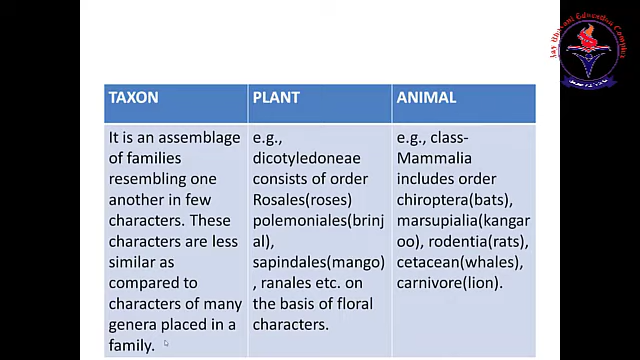 TAXON
PLANT
ANIMAL
It is an assemblage
of families
resembling one
another in few
characters. These
characters are less
similar as
compared to
characters of many
genera placed in a
family.
e.g.,
dicotyledoneae
consists of order
Rosales(roses)
polemoniales(brinj
al),
sapindales(mango)
, ranales etc. on
the basis of floral
characters.
e.g., class-
Mammalia
includes order
chiroptera(bats),
marsupialia(kangar
oo), rodentia(rats),
cetacean(whales),
carnivore(lion).